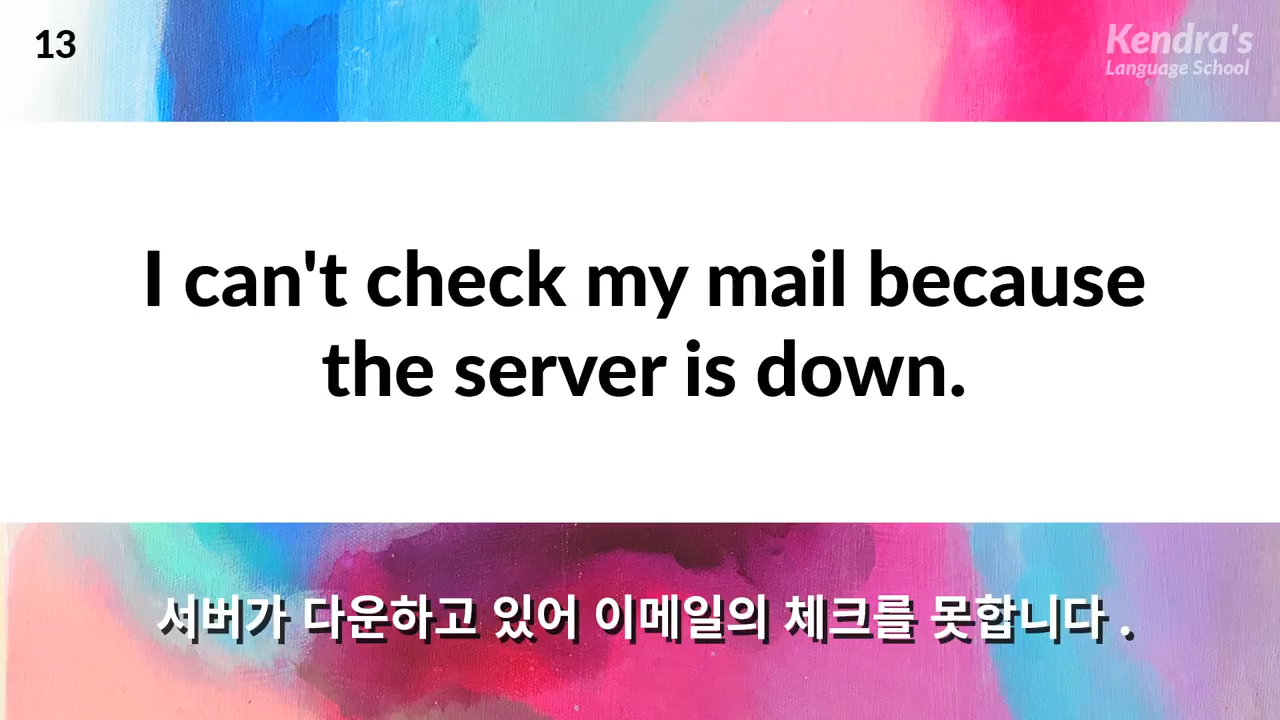 13
Kendra's
Language School
I can't check my mail because
the server is down.
서버가 다운하고 있어 이메일의 체크를 못합니다 .